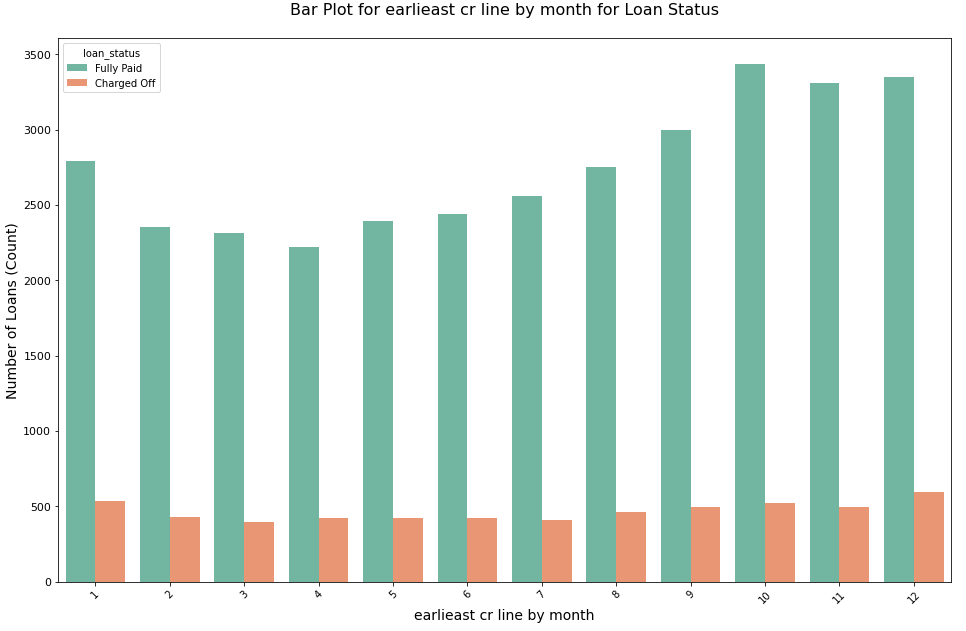 Bar Plot for earlieast cr line by month for Loan Status
loan_status
Fully Paid
Charged Off
Number of Loans (Count)
3500
3000
2500
2000
1500
1000
500
0
1 2 3 4 5 6 7 8 9 10 11 12
earlieast cr line by month